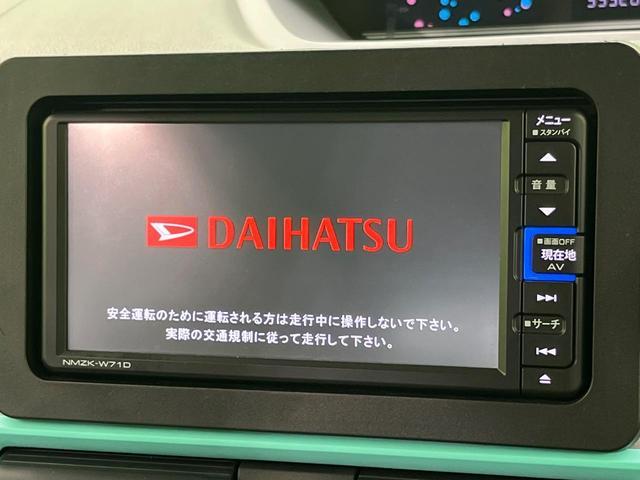 DAIHATSU
安全運転のために運転される方は走行中に操作しないで下さい。
実際の交通規制に従って走行して下さい。
NMZK-W71D
メニュー
スタンバイ
音量
画面OFF
現在地
AV
サーチ